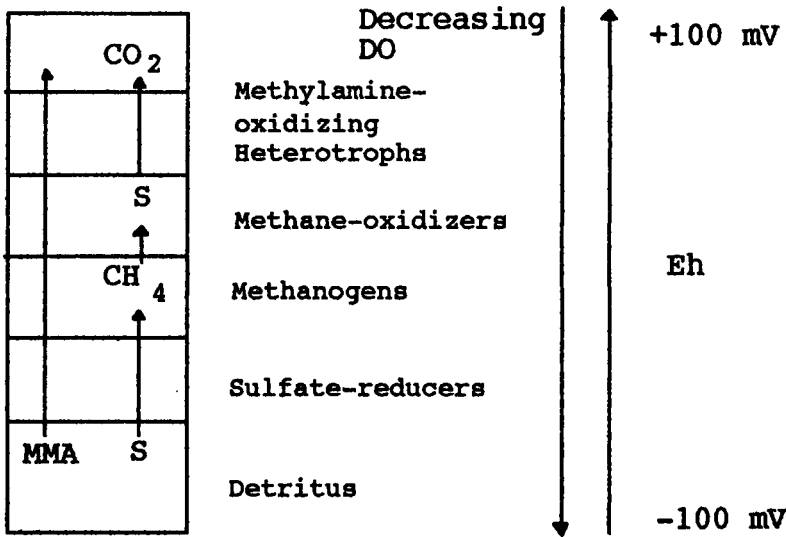 Decreasing
DO
+100 mV
CO2
Methylamine-
oxidizing
Heterotrophs
S
Methane-oxidizers
CH4
Methanogens
Eh
Sulfate-reducers
MMA S
Detritus
-100 mV